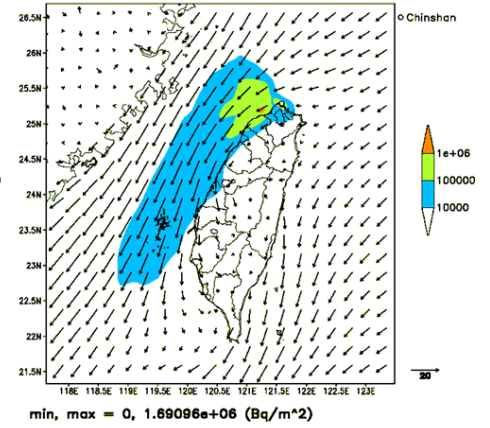 26.5N
Chinshan
26N
25.5N
25N
24.5N
24N
23.5N
23N
22.5N
22N
21.5N
1e+06
100000
10000
20
118E 118.5E 119E 119.5E 120E 120.5E 121E 121.5E 122E 122.5E 123E
min, max = 0, 1.69096e+06 (Bq/m^2)